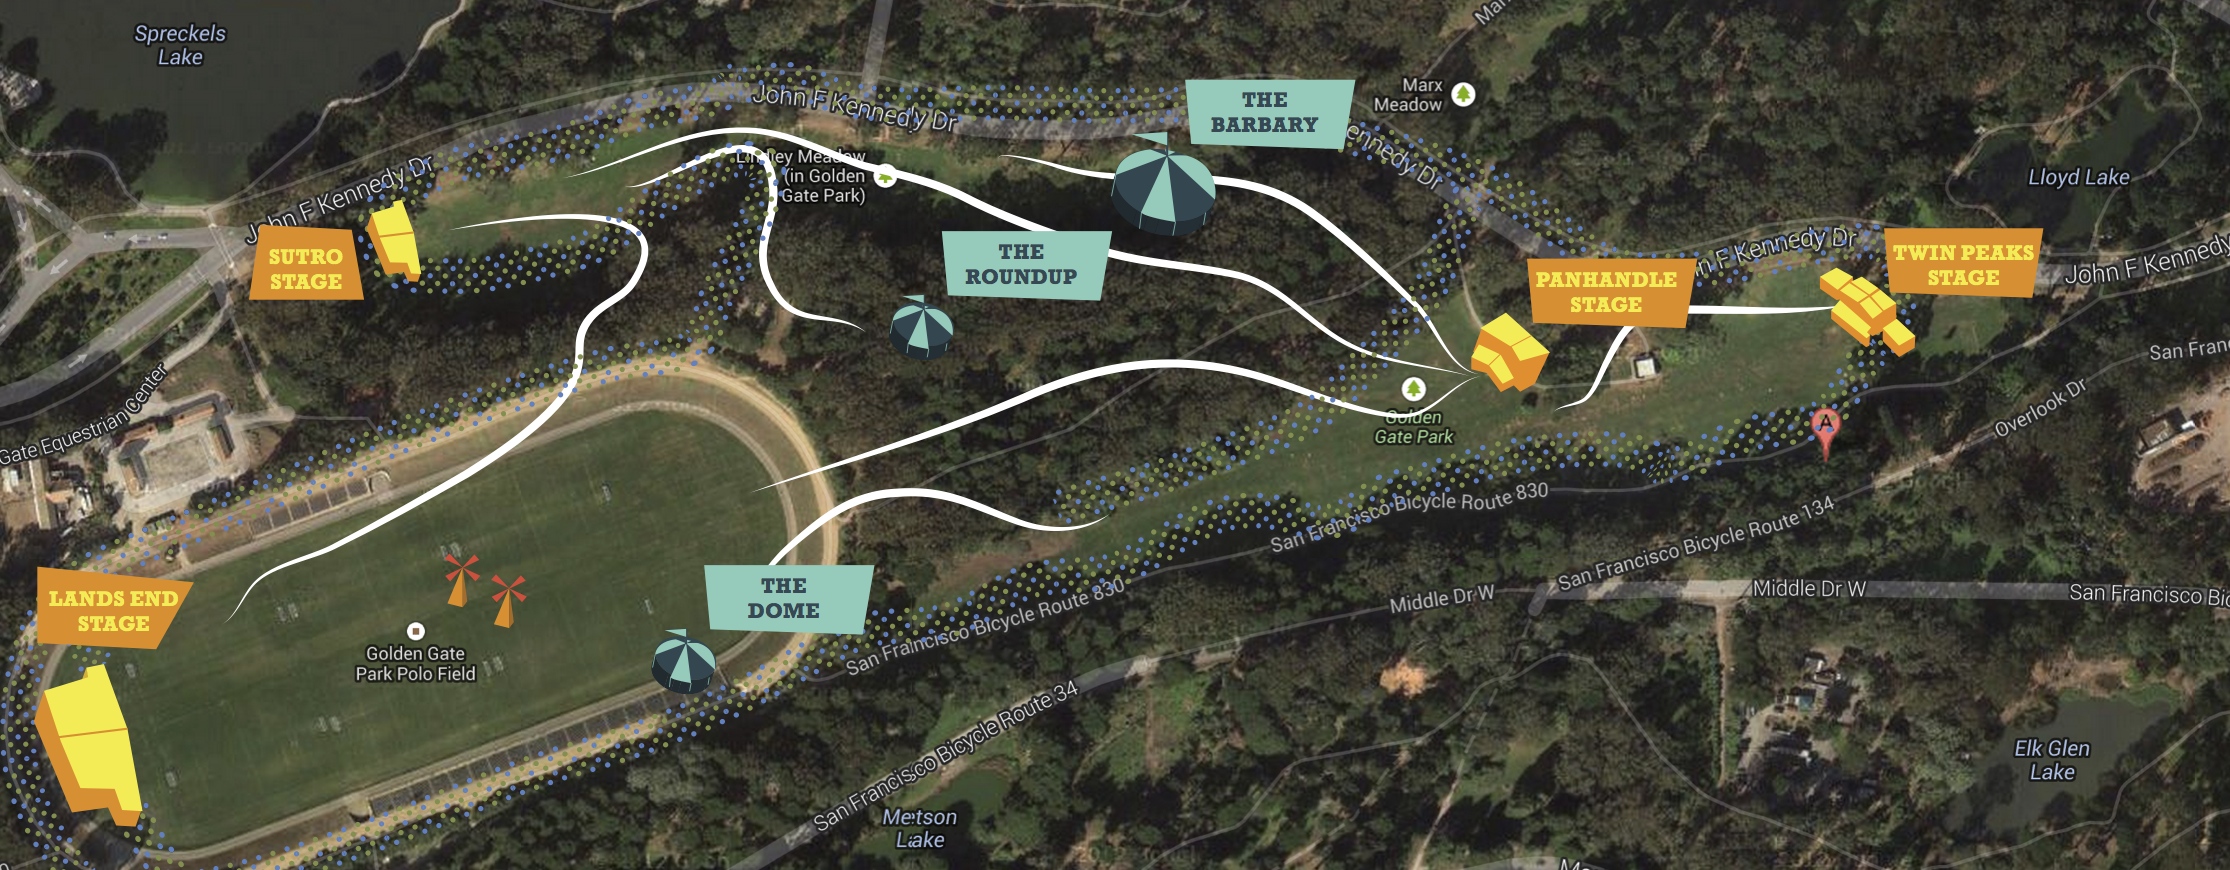 Spreckels
Lake
John F Kennedy Dr
Marx
Meadow
THE
BARBARY
ennedy Dr
Lloyd Lake
John F Kennedy Dr
Lindley Meadow
(in Golden
Gate Park)
SUTRO
STAGE
THE
ROUNDUP
PANHANDLE
STAGE
n F Kennedy Dr
TWIN PEAKS
STAGE
John F Kennedy
San Fran
Gate Equestrian Center
Golden
Gate Park
A
Overlook Dr
San Francisco Bicycle Route 830
San Francisco Bicycle Route 134
LANDS END
STAGE
THE
DOME
Golden Gate
Park Polo Field
San Francisco Bicycle Route 830
Middle Dr W
Middle Dr W
San Francisco Bic
San Francisco Bicycle Route 34
Metson
Lake
Elk Glen
Lake